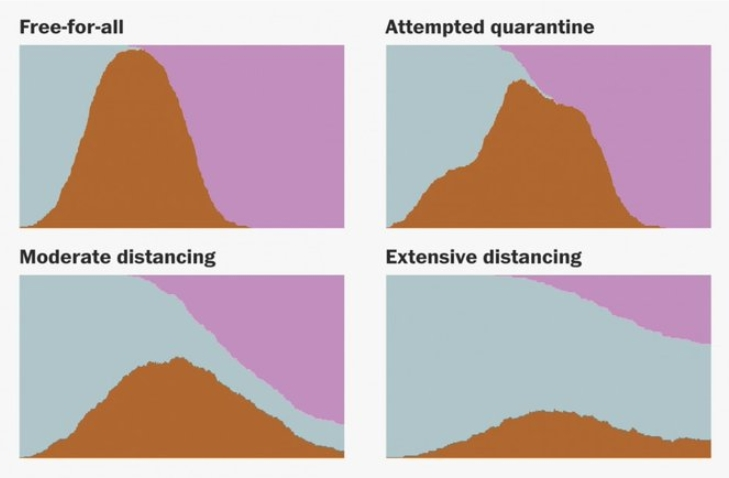 Free-for-all
Attempted quarantine
Moderate distancing
Extensive distancing